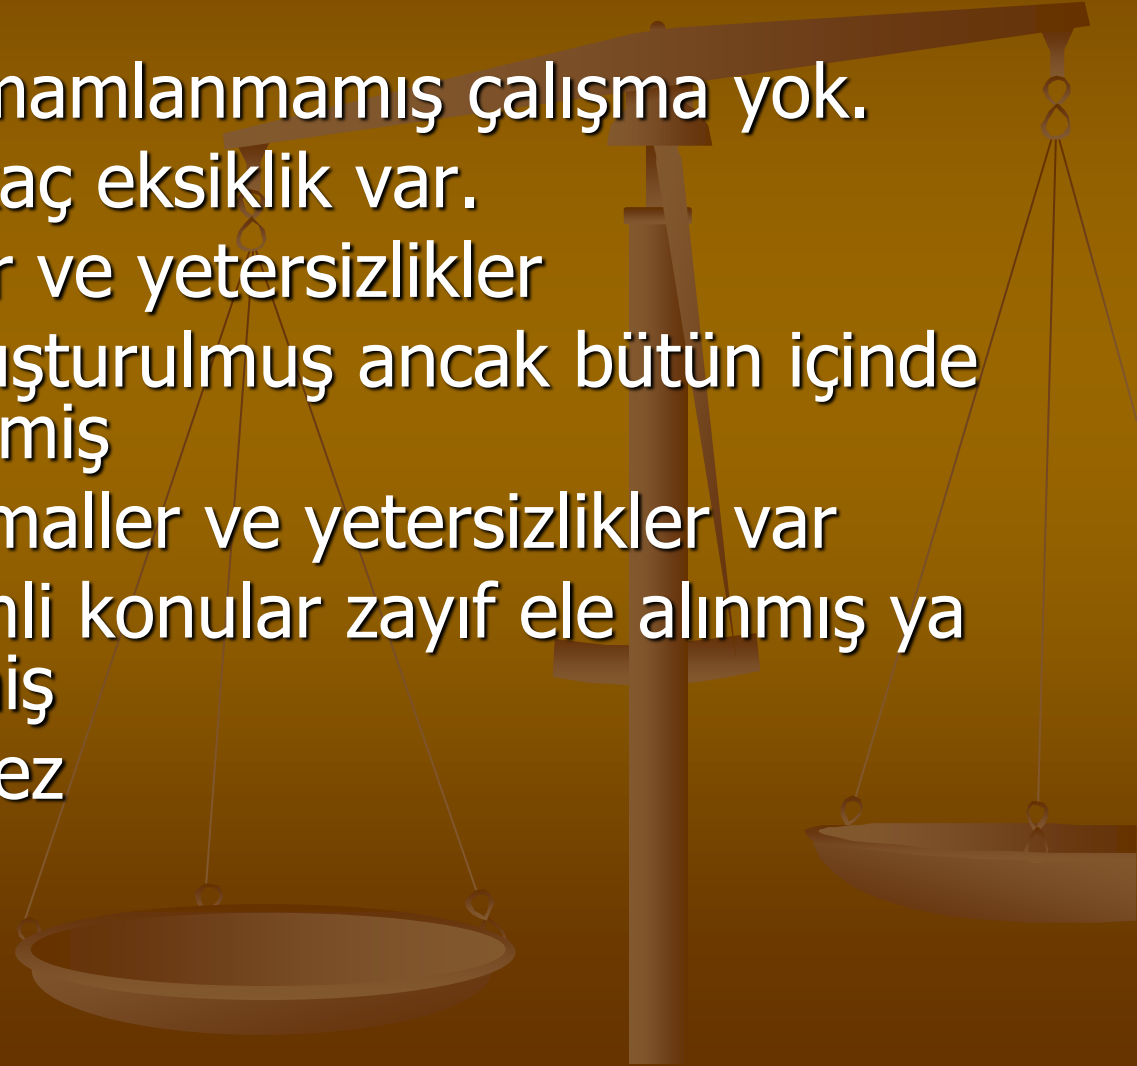 mamlanmamış çalışma yok.
aç eksiklik var.
r ve yetersizlikler
uşturulmuş ancak bütün içinde
miş
maller ve yetersizlikler var
nli konular zayıf ele alınmış ya
iş
ez